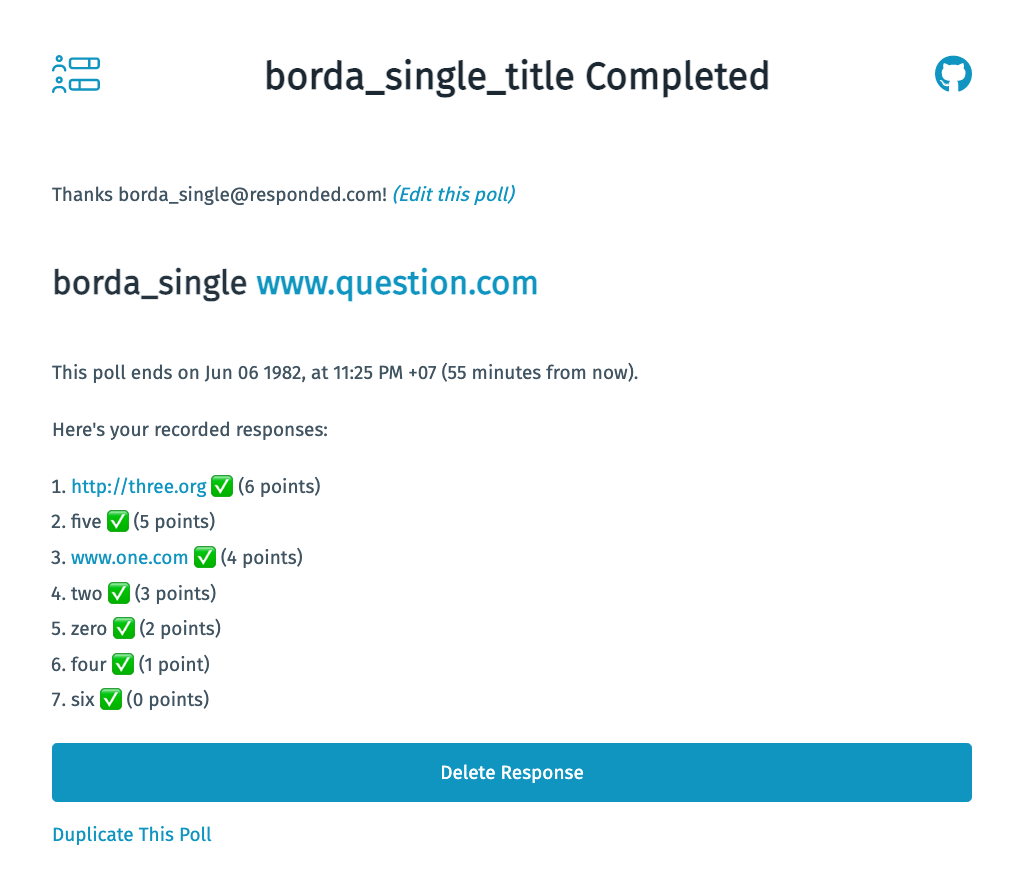 borda_single_title Completed
Thanks borda_single@responded.com! (Edit this poll)
borda_single www.question.com
This poll ends on Jun 06 1982, at 11:25 PM +07 (55 minutes from now).
Here's your recorded responses:
1. http://three.org ✅ (6 points)
2. five ✅ (5 points)
3. www.one.com ✅ (4 points)
4. two ✅ (3 points)
5. zero ✅ (2 points)
6. four ✅ (1 point)
7. six ✅ (0 points)
Delete Response
Duplicate This Poll